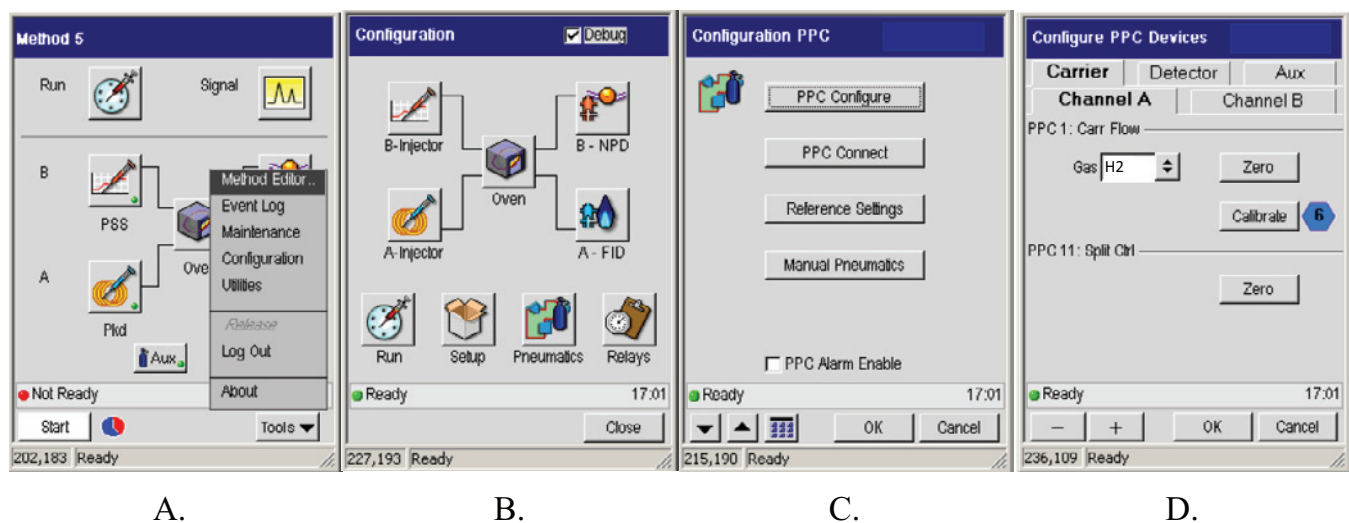 Method 5
Run
Signal
B
PSS
A
Ove
Pkd
Aux
Method Editor..
Event Log
Maintenance
Configuration
Utilities
Release
Log Out
About
Not Ready
Start
Tools
202,183 Ready
A.
Configuration
Debug
B-Injector
B - NPD
Oven
A-Injector
A - FID
Run
Setup
Pneumatics
Relays
Ready 17:01
Close
227,193 Ready
B.
Configuration PPC
PPC Configure
PPC Connect
Reference Settings
Manual Pneumatics
PPC Alarm Enable
Ready 17:01
OK Cancel
215,190 Ready
C.
Configure PPC Devices
Carrier Detector Aux
Channel A Channel B
PPC 1: Carr Flow
Gas H2 Zero
Calibrate 6
PPC 11: Split Ctrl
Zero
Ready 17:01
- + OK Cancel
236,109 Ready
D.